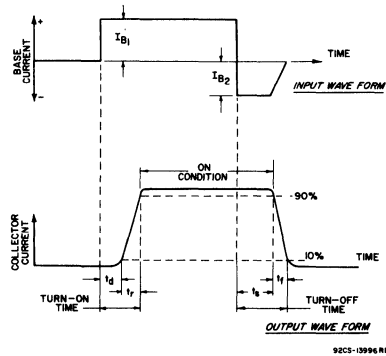 +
BASE
CURRENT
−
IB1
IB2
TIME
INPUT WAVE FORM
ON
CONDITION
90%
10%
COLLECTOR
CURRENT
TIME
td
tr
ts
tf
TURN-ON
TIME
TURN-OFF
TIME
OUTPUT WAVE FORM
92CS-13996R1